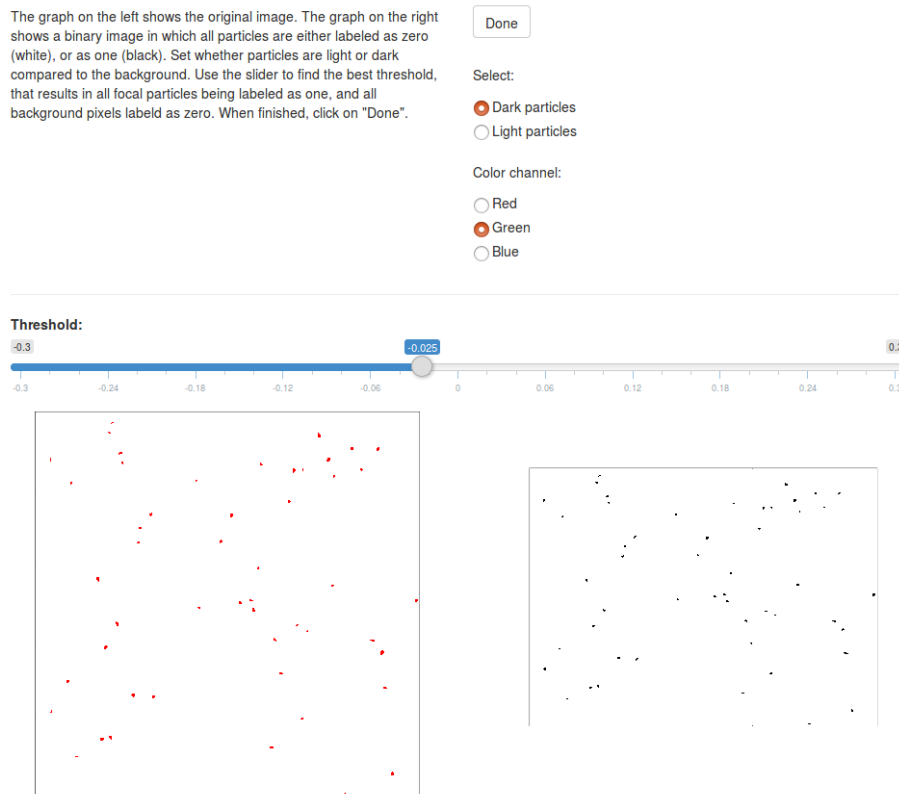 The graph on the left shows the original image. The graph on the right
shows a binary image in which all particles are either labeled as zero
(white), or as one (black). Set whether particles are light or dark
compared to the background. Use the slider to find the best threshold,
that results in all focal particles being labeled as one, and all
background pixels labeld as zero. When finished, click on "Done".
Done
Select:
Dark particles
Light particles
Color channel:
Red
Green
Blue
Threshold:
-0.3 -0.025
-0.3 -0.24 -0.18 -0.12 -0.06 0 0.06 0.12 0.18 0.24